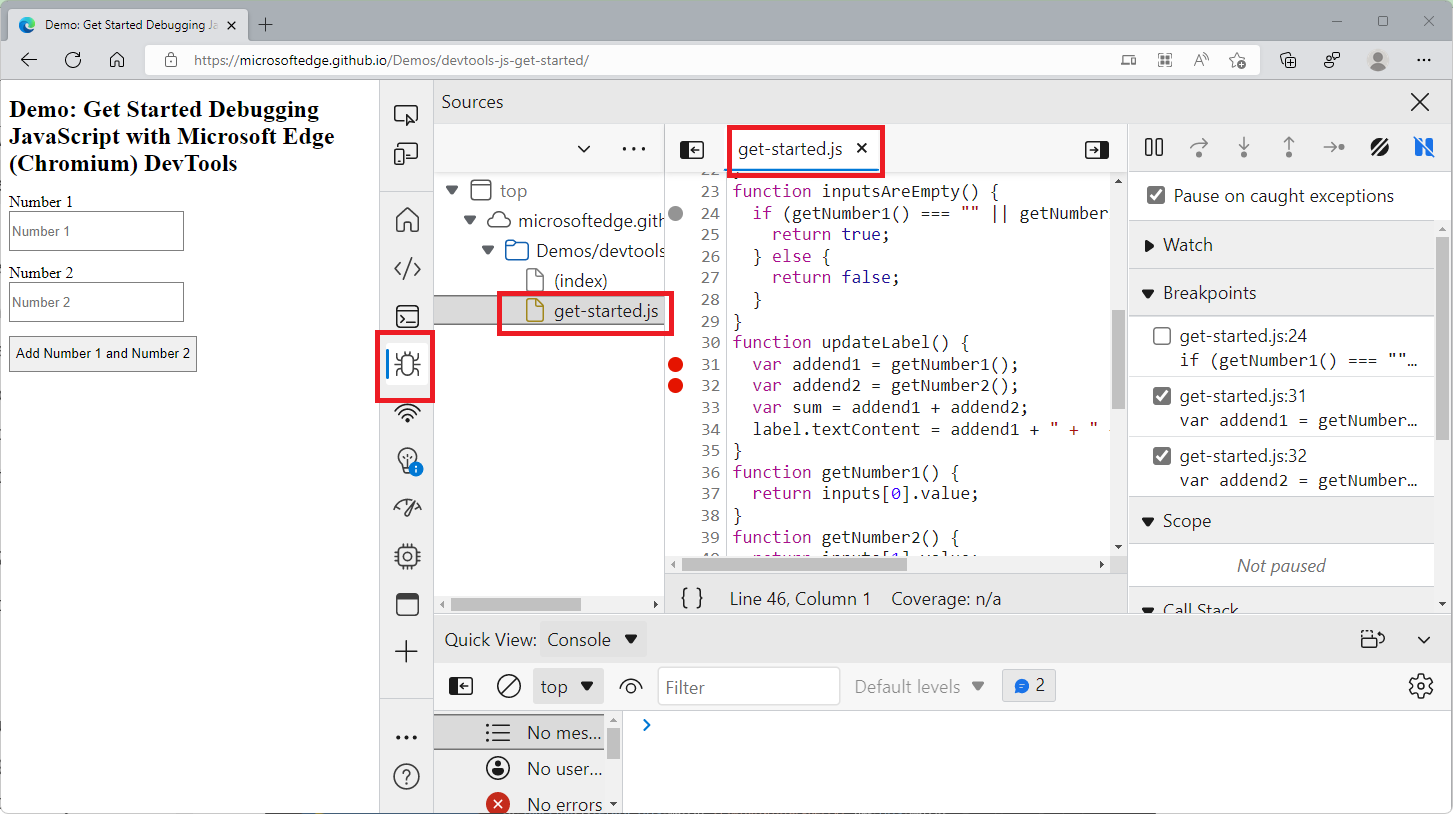 Demo: Get Started Debugging Ja
https://microsoftedge.github.io/Demos/devtools-js-get-started/
Demo: Get Started Debugging
JavaScript with Microsoft Edge
(Chromium) DevTools
Number 1
Number 1
Number 2
Number 2
Add Number 1 and Number 2
Sources
top
microsoftedge.gith
Demos/devtools
(index)
get-started.js
get-started.js
23 function inputsAreEmpty() {
24 if (getNumber1() === "" || getNumber
25 return true;
26 } else {
27 return false;
28 }
29 }
30 function updateLabel() {
31 var addend1 = getNumber1();
32 var addend2 = getNumber2();
33 var sum = addend1 + addend2;
34 label.textContent = addend1 + " + "
35 }
36 function getNumber1() {
37 return inputs[0].value;
38 }
39 function getNumber2() {
40 return inputs[1].value;
{ } Line 46, Column 1 Coverage: n/a
Pause on caught exceptions
Watch
Breakpoints
get-started.js:24
if (getNumber1() === ""…
get-started.js:31
var addend1 = getNumber…
get-started.js:32
var addend2 = getNumber…
Scope
Not paused
Call Stack
Quick View: Console
top
Filter
Default levels
2
No mes...
No user...
No errors